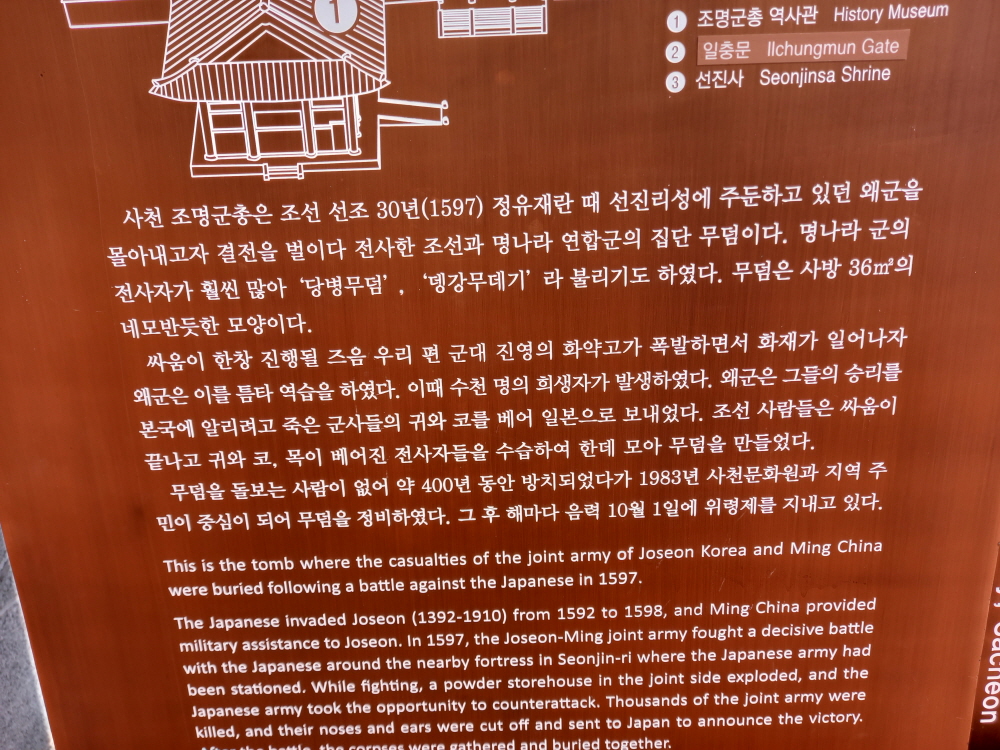 1
1 조명군총 역사관 History Museum
2 일충문 Ilchungmun Gate
3 선진사 Seonjinsa Shrine
사천 조명군총은 조선 선조 30년(1597) 정유재란 때 선진리성에 주둔하고 있던 왜군을
몰아내고자 결전을 벌이다 전사한 조선과 명나라 연합군의 집단 무덤이다. 명나라 군의
전사자가 훨씬 많아 ‘당병무덤’, ‘뎅강무데기’라 불리기도 하였다. 무덤은 사방 36㎡의
네모반듯한 모양이다.
싸움이 한창 진행될 즈음 우리 편 군대 진영의 화약고가 폭발하면서 화재가 일어나자
왜군은 이를 틈타 역습을 하였다. 이때 수천 명의 희생자가 발생하였다. 왜군은 그들의 승리를
본국에 알리려고 죽은 군사들의 귀와 코를 베어 일본으로 보내었다. 조선 사람들은 싸움이
끝나고 귀와 코, 목이 베어진 전사자들을 수습하여 한데 모아 무덤을 만들었다.
무덤을 돌보는 사람이 없어 약 400년 동안 방치되었다가 1983년 사천문화원과 지역 주
민이 중심이 되어 무덤을 정비하였다. 그 후 해마다 음력 10월 1일에 위령제를 지내고 있다.
This is the tomb where the casualties of the joint army of Joseon Korea and Ming China
were buried following a battle against the Japanese in 1597.
The Japanese invaded Joseon (1392-1910) from 1592 to 1598, and Ming China provided
military assistance to Joseon. In 1597, the Joseon-Ming joint army fought a decisive battle
with the Japanese around the nearby fortress in Seonjin-ri where the Japanese army had
been stationed. While fighting, a powder storehouse in the joint side exploded, and the
Japanese army took the opportunity to counterattack. Thousands of the joint army were
killed, and their noses and ears were cut off and sent to Japan to announce the victory.
After the battle, the corpses were gathered and buried together.
Sacheon